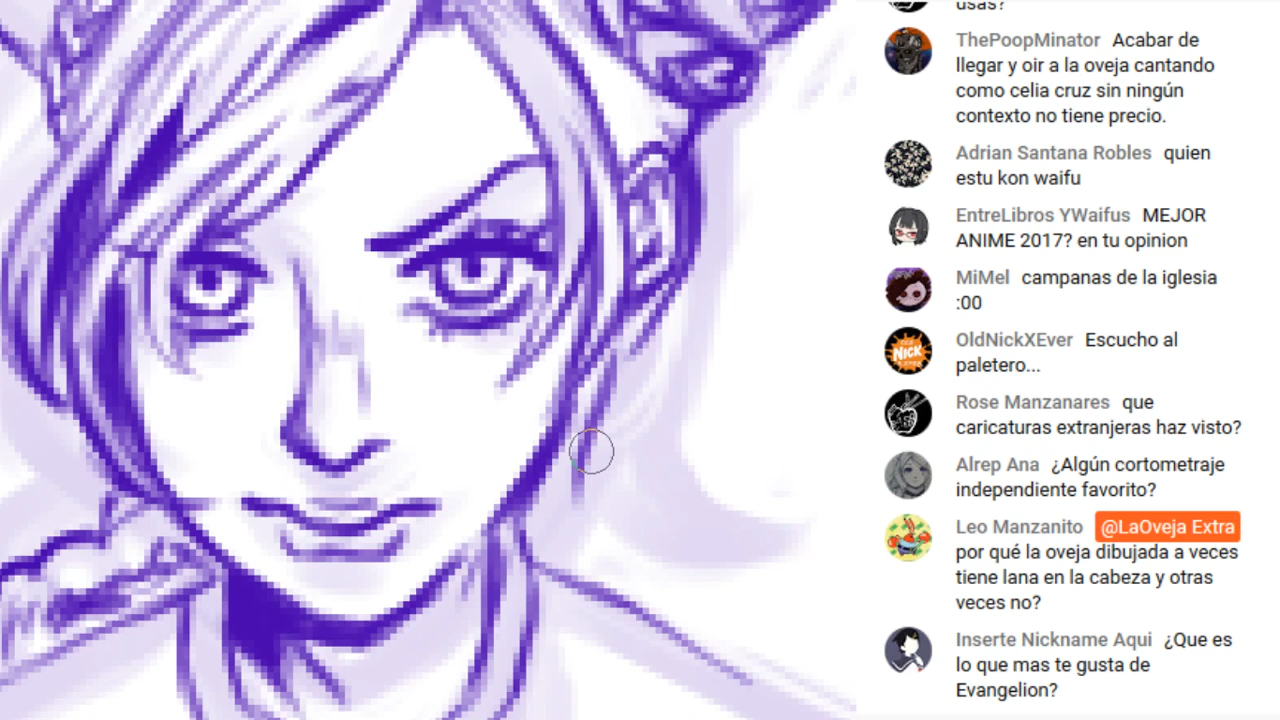 usas?
ThePoopMinator Acabar de
llegar y oir a la oveja cantando
como celia cruz sin ningún
contexto no tiene precio.
Adrian Santana Robles quien
estu kon waifu
EntreLibros YWaifus MEJOR
ANIME 2017? en tu opinion
MiMel campanas de la iglesia
:00
OldNickXEver Escucho al
paletero...
NICK
Rose Manzanares que
caricaturas extranjeras haz visto?
Alrep Ana ¿Algún cortometraje
independiente favorito?
Leo Manzanito @LaOveja Extra
por qué la oveja dibujada a veces
tiene lana en la cabeza y otras
veces no?
Inserte Nickname Aqui ¿Que es
lo que mas te gusta de
Evangelion?